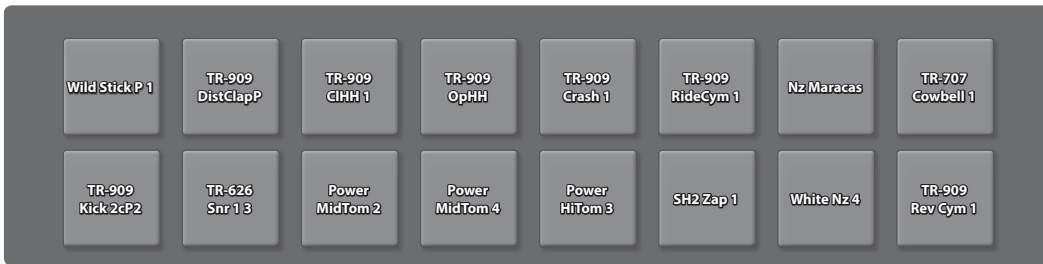 Wild Stick P 1
TR-909
DistClapP
TR-909
ClHH 1
TR-909
OpHH
TR-909
Crash 1
TR-909
RideCym 1
Nz Maracas
TR-707
Cowbell 1
TR-909
Kick 2cP2
TR-626
Snr 1 3
Power
MidTom 2
Power
MidTom 4
Power
HiTom 3
SH2 Zap 1
White Nz 4
TR-909
Rev Cym 1